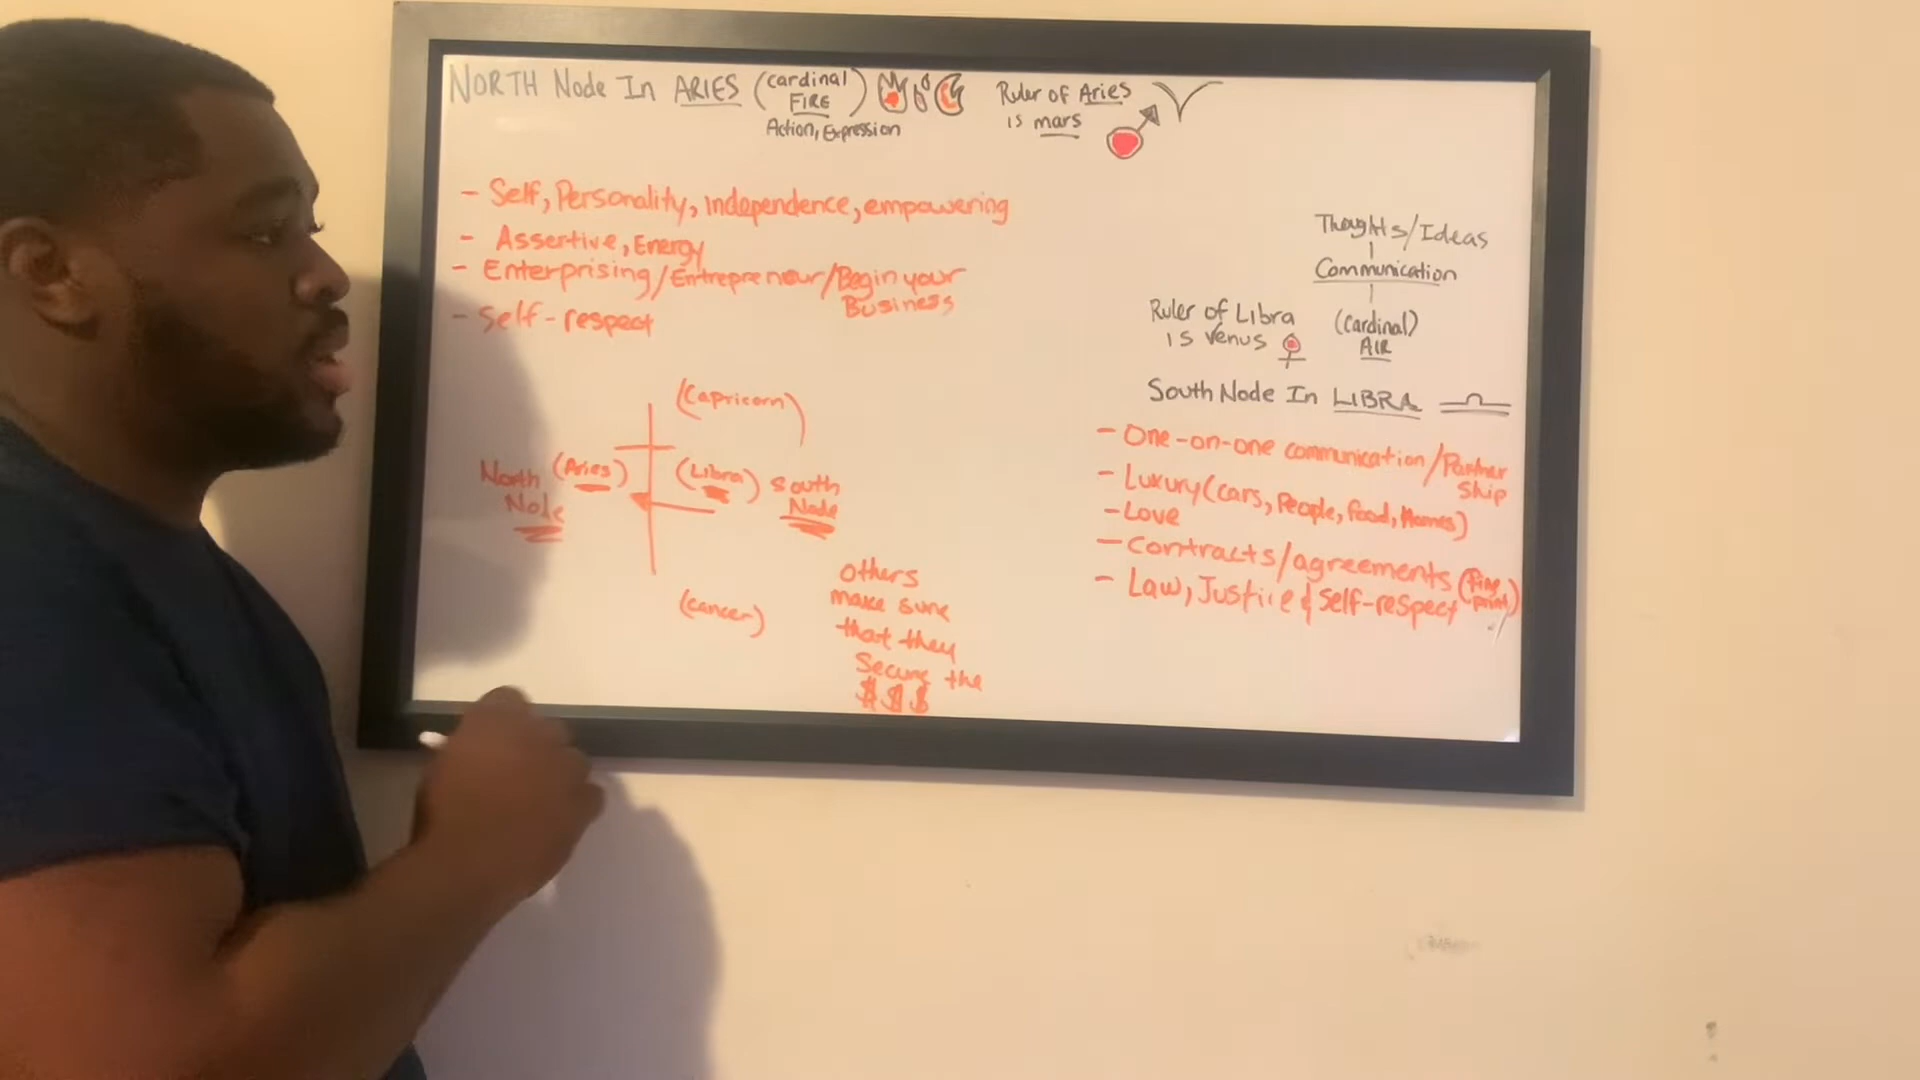 NORTH Node In ARIES (cardinal FIRE)
Action, Expression
Ruler of Aries
is mars
- Self, Personality, Independence, empowering
- Assertive, Energy
- Enterprising/Entreprenour/Begin your
Business
- Self-respect
(Capricorn)
North (Aries)
Node
(Libra) South
Node
(cancer)
others
make sure
that they
Secure the
$$$
Thoughts/Ideas
Communication
(Cardinal)
AIR
Ruler of Libra
is Venus
South Node In LIBRA
- One-on-one communication/Partner
Ship
- Luxury (cars, People, food, Homes)
- Love
- Contracts/agreements (fine
print)
- Law, Justice & Self-respect